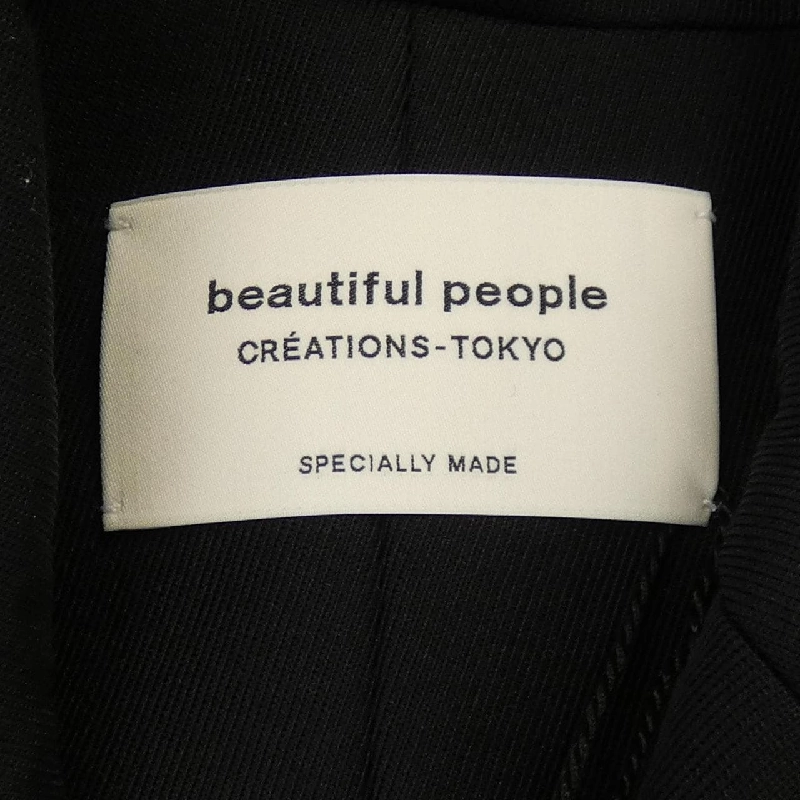 beautiful people
CRÉATIONS-TOKYO
SPECIALLY MADE